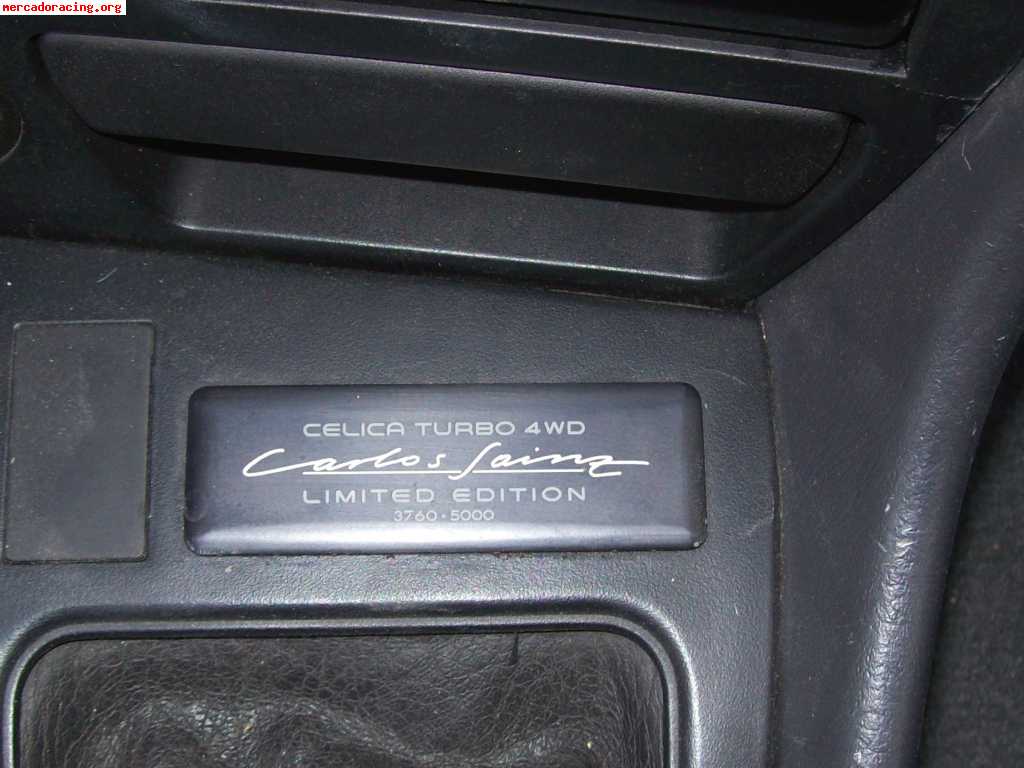 mercadoracing.org
CELICA TURBO 4WD
Carlos Sainz
LIMITED EDITION
3760·5000